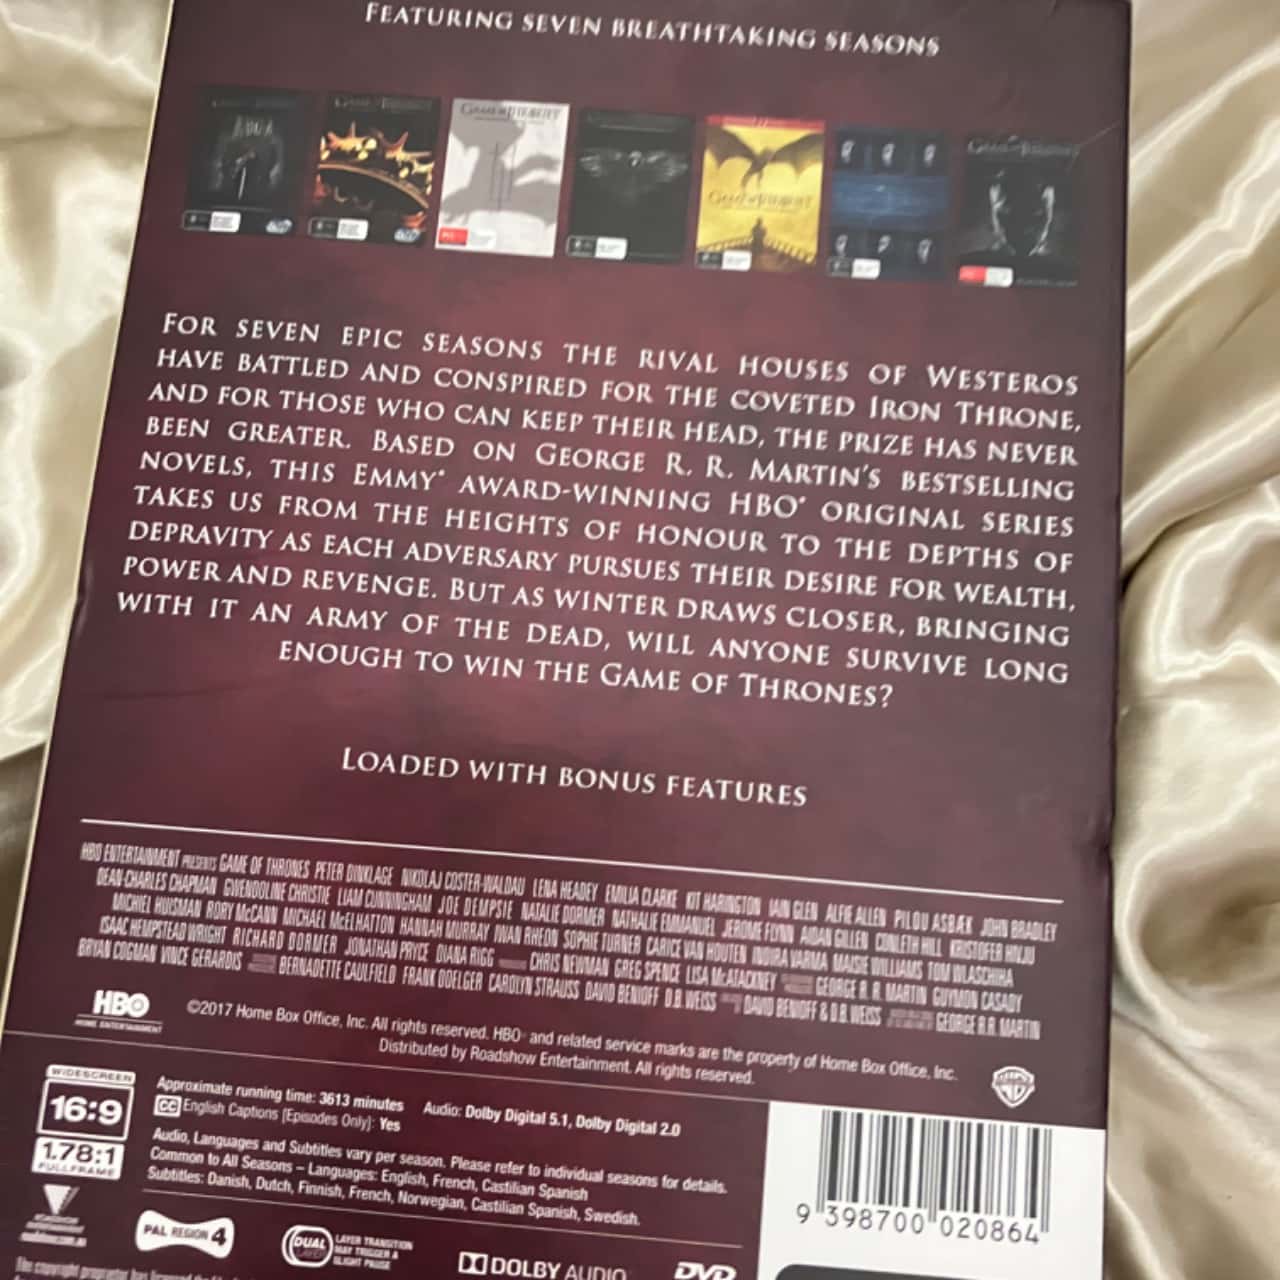 FEATURING SEVEN BREATHTAKING SEASONS
GAME OF THRONES
FOR SEVEN EPIC SEASONS THE RIVAL HOUSES OF WESTEROS
HAVE BATTLED AND CONSPIRED FOR THE COVETED IRON THRONE,
AND FOR THOSE WHO CAN KEEP THEIR HEAD, THE PRIZE HAS NEVER
BEEN GREATER. BASED ON GEORGE R. R. MARTIN'S BESTSELLING
NOVELS, THIS EMMY® AWARD-WINNING HBO® ORIGINAL SERIES
TAKES US FROM THE HEIGHTS OF HONOUR TO THE DEPTHS OF
DEPRAVITY AS EACH ADVERSARY PURSUES THEIR DESIRE FOR WEALTH,
POWER AND REVENGE. BUT AS WINTER DRAWS CLOSER, BRINGING
WITH IT AN ARMY OF THE DEAD, WILL ANYONE SURVIVE LONG
ENOUGH TO WIN THE GAME OF THRONES?
LOADED WITH BONUS FEATURES
HBO ENTERTAINMENT PRESENTS GAME OF THRONES PETER DINKLAGE NIKOLAJ COSTER-WALDAU LENA HEADEY EMILIA CLARKE KIT HARINGTON IAIN GLEN ALFIE ALLEN PILOU ASBÆK JOHN BRADLEY
DEAN-CHARLES CHAPMAN GWENDOLINE CHRISTIE LIAM CUNNINGHAM JOE DEMPSIE NATALIE DORMER NATHALIE EMMANUEL JEROME FLYNN AIDAN GILLEN CONLETH HILL KRISTOFER HIVJU
MICHIEL HUISMAN RORY McCANN MICHAEL McELHATTON HANNAH MURRAY IWAN RHEON SOPHIE TURNER CARICE VAN HOUTEN INDIRA VARMA MAISIE WILLIAMS TOM WLASCHIHA
ISAAC HEMPSTEAD WRIGHT RICHARD DORMER JONATHAN PRYCE DIANA RIGG CHRIS NEWMAN GREG SPENCE LISA McATACKNEY GEORGE R. R. MARTIN GUYMON CASADY
BRYAN COGMAN VINCE GERARDIS BERNADETTE CAULFIELD FRANK DOELGER CAROLYN STRAUSS DAVID BENIOFF D.B. WEISS DAVID BENIOFF & D.B. WEISS GEORGE R.R. MARTIN
HBO
HOME ENTERTAINMENT
©2017 Home Box Office, Inc. All rights reserved. HBO® and related service marks are the property of Home Box Office, Inc.
Distributed by Roadshow Entertainment. All rights reserved.
WIDESCREEN
16:9
1.78:1
FULLFRAME
Approximate running time: 3613 minutes Audio: Dolby Digital 5.1, Dolby Digital 2.0
CC English Captions [Episodes Only]: Yes
Audio, Languages and Subtitles vary per season. Please refer to individual seasons for details.
Common to All Seasons – Languages: English, French, Castilian Spanish
Subtitles: Danish, Dutch, Finnish, French, Norwegian, Castilian Spanish, Swedish.
PAL REGION 4
DUAL
LAYER
LAYER TRANSITION
MAY TRIGGER A
SLIGHT PAUSE
DOLBY AUDIO
DVD
9 398700 020864